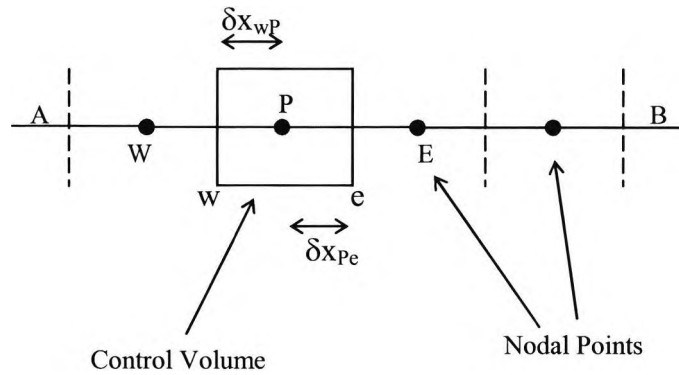 δx_wP
A
P
B
W
E
w
e
δx_Pe
Control Volume
Nodal Points